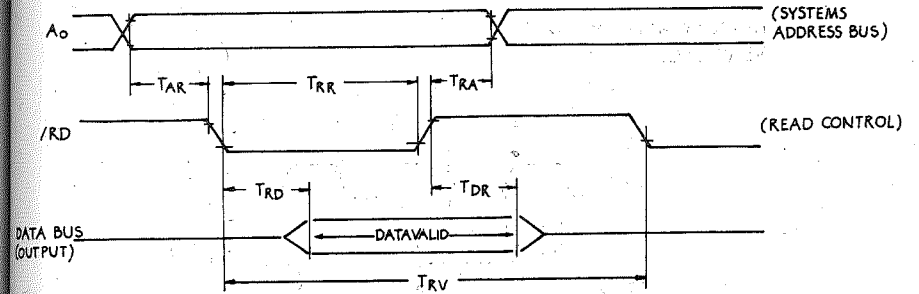 A0
(SYSTEMS
ADDRESS BUS)
TAR
TRR
TRA
/RD
(READ CONTROL)
TRD
TDR
DATA BUS
(OUTPUT)
DATAVALID
TRV